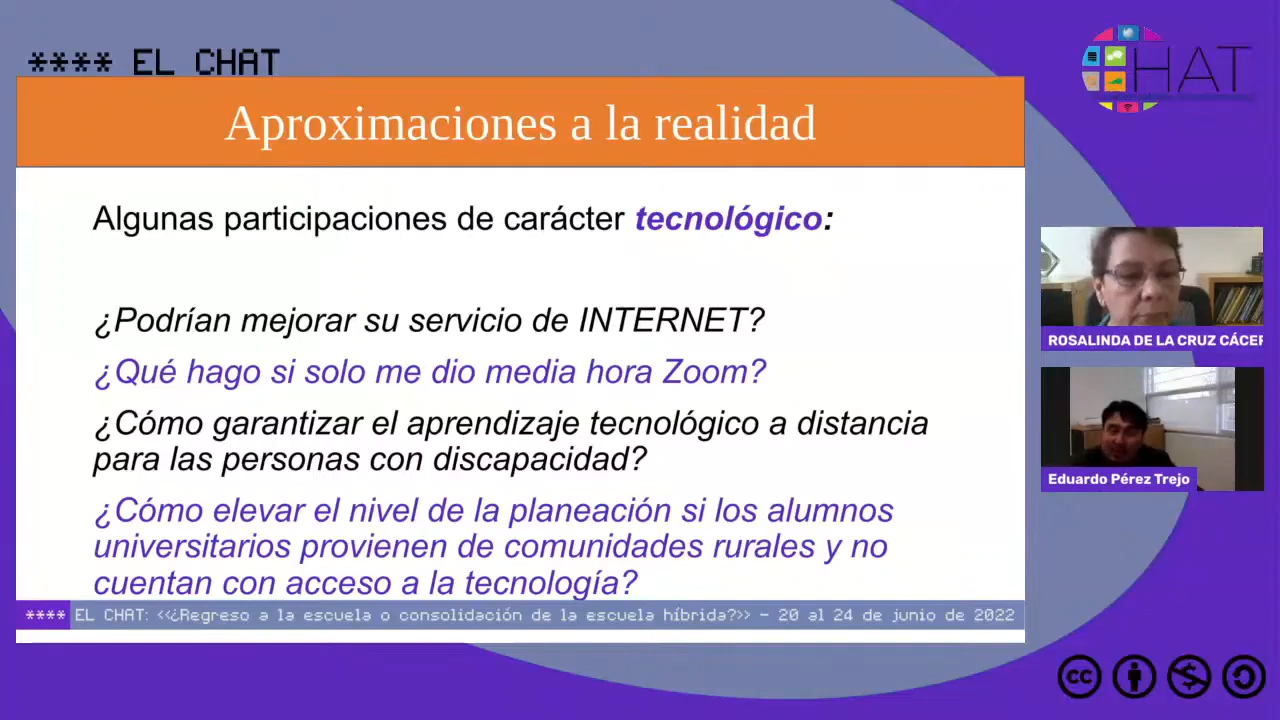 **** EL CHAT
HAT
Aproximaciones a la realidad
Algunas participaciones de carácter tecnológico:
¿Podrían mejorar su servicio de INTERNET?
¿Qué hago si solo me dio media hora Zoom?
¿Cómo garantizar el aprendizaje tecnológico a distancia
para las personas con discapacidad?
¿Cómo elevar el nivel de la planeación si los alumnos
universitarios provienen de comunidades rurales y no
cuentan con acceso a la tecnología?
ROSALINDA DE LA CRUZ CÁCER
Eduardo Pérez Trejo
**** EL CHAT: <<¿Regreso a la escuela o consolidación de la escuela híbrida?>> – 20 al 24 de junio de 2022
cc